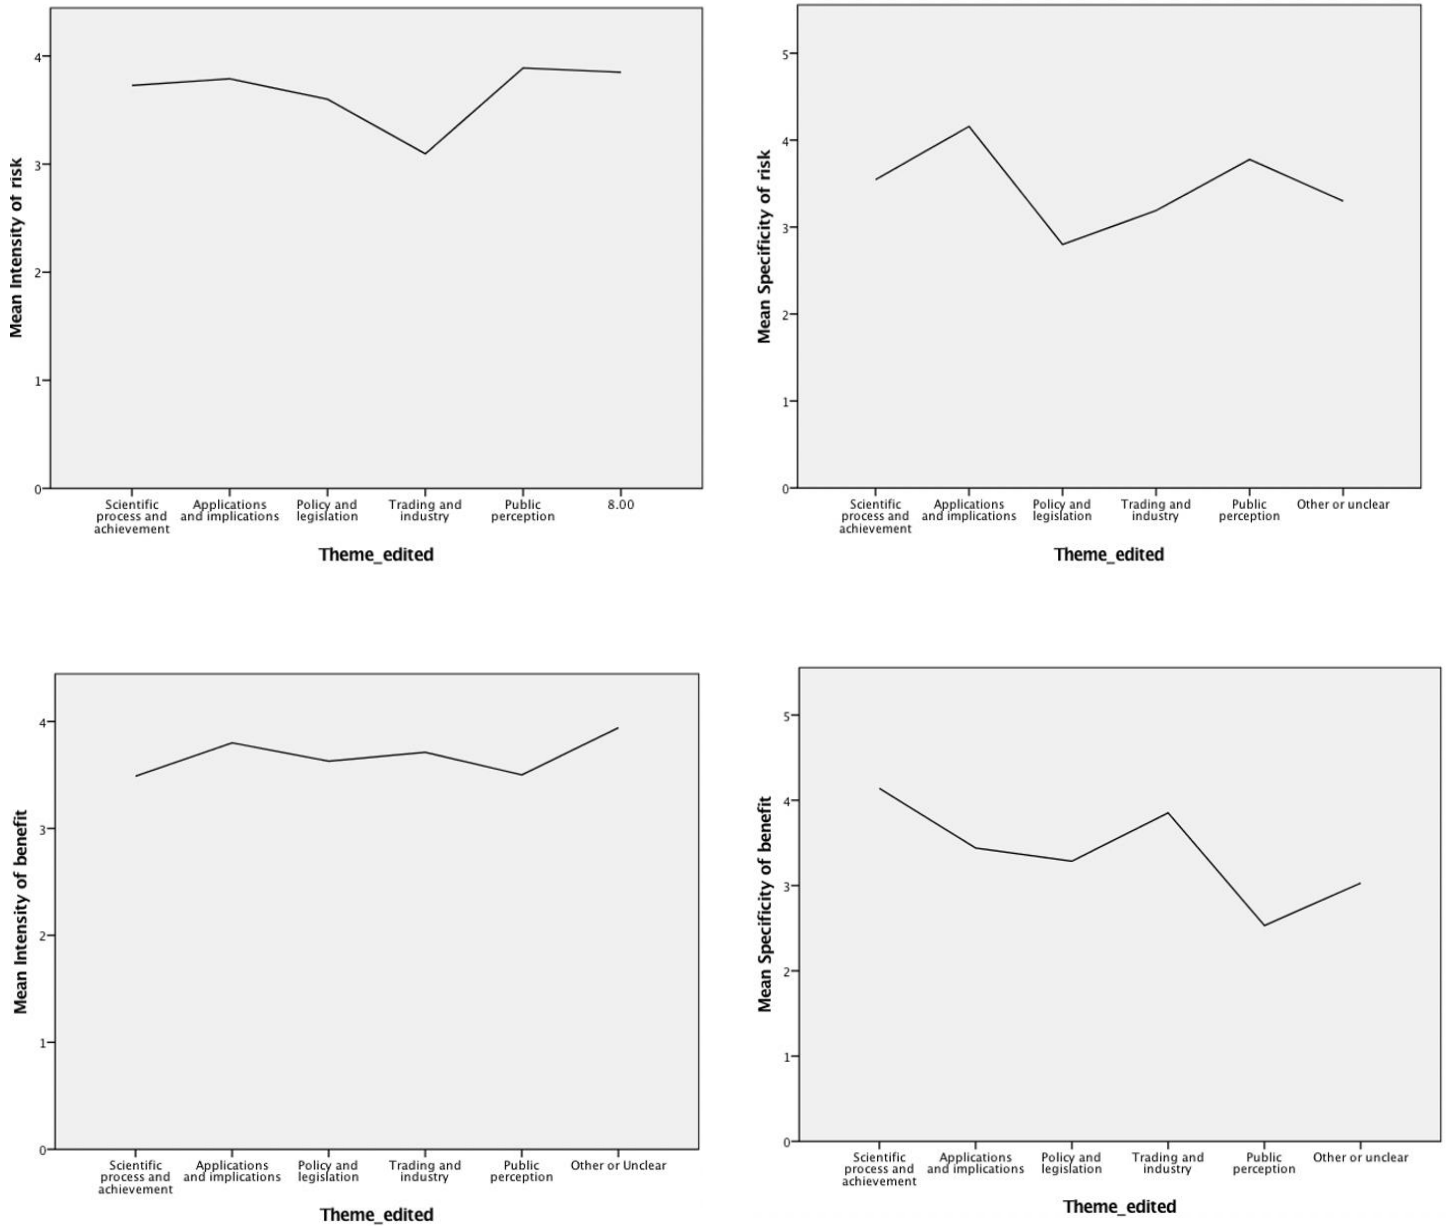 Mean Intensity of risk
4
3
2
1
0
Scientific
process and
achievement
Applications
and implications
Policy and
legislation
Trading and
industry
Public
perception
8.00
Theme_edited
Mean Specificity of risk
5
4
3
2
1
0
Scientific
process and
achievement
Applications
and implications
Policy and
legislation
Trading and
industry
Public
perception
Other or unclear
Theme_edited
Mean Intensity of benefit
4
3
2
1
0
Scientific
process and
achievement
Applications
and implications
Policy and
legislation
Trading and
industry
Public
perception
Other or Unclear
Theme_edited
Mean Specificity of benefit
5
4
3
2
1
0
Scientific
process and
achievement
Applications
and implications
Policy and
legislation
Trading and
industry
Public
perception
Other or unclear
Theme_edited